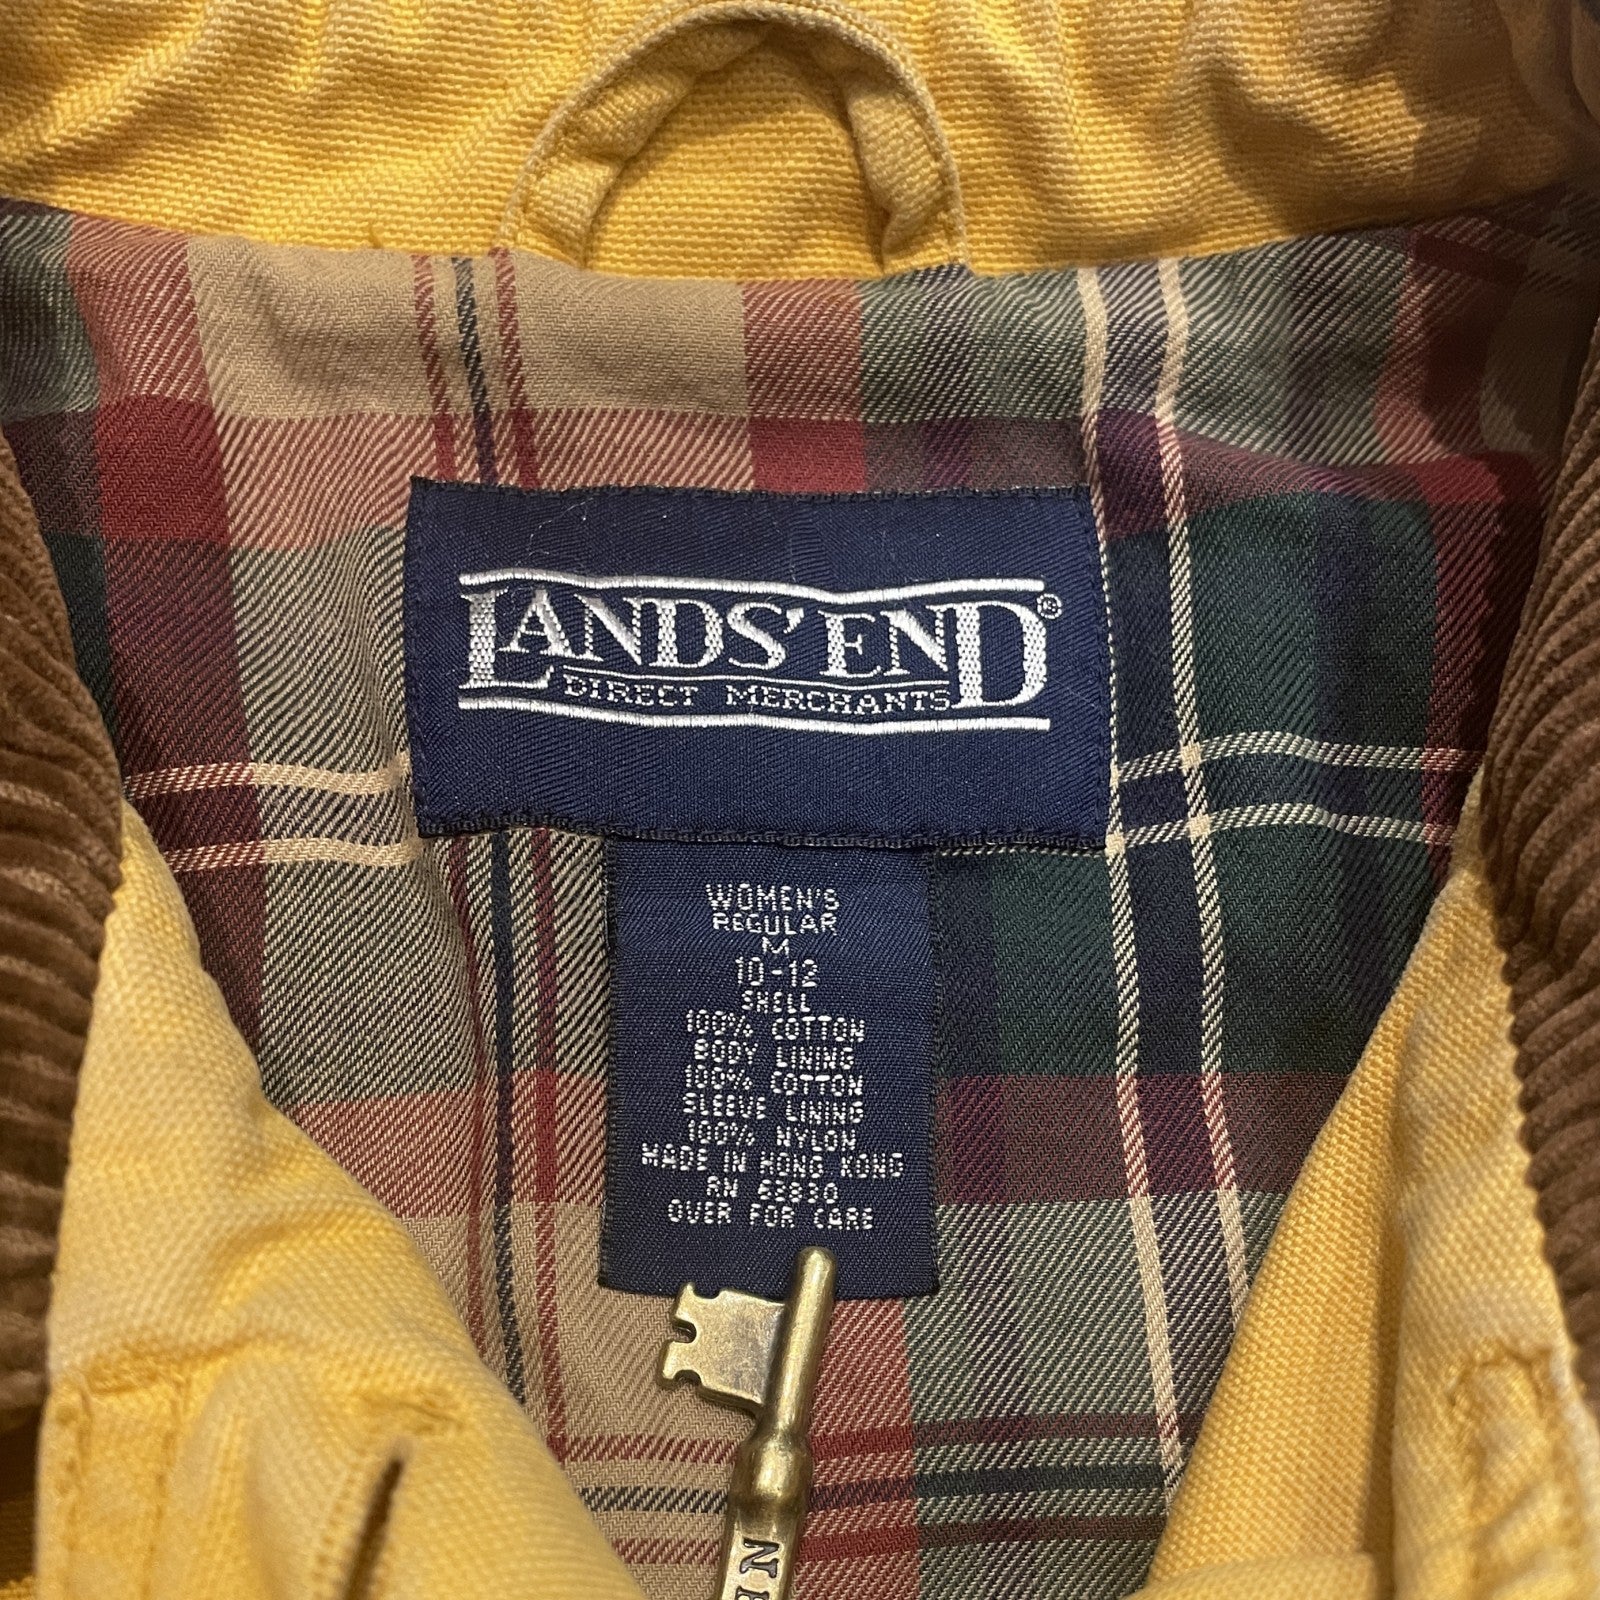 LANDS' END®
DIRECT MERCHANTS
WOMEN'S
REGULAR
M
10-12
SHELL
100% COTTON
BODY LINING
100% COTTON
SLEEVE LINING
100% NYLON
MADE IN HONG KONG
RN
OVER FOR CARE